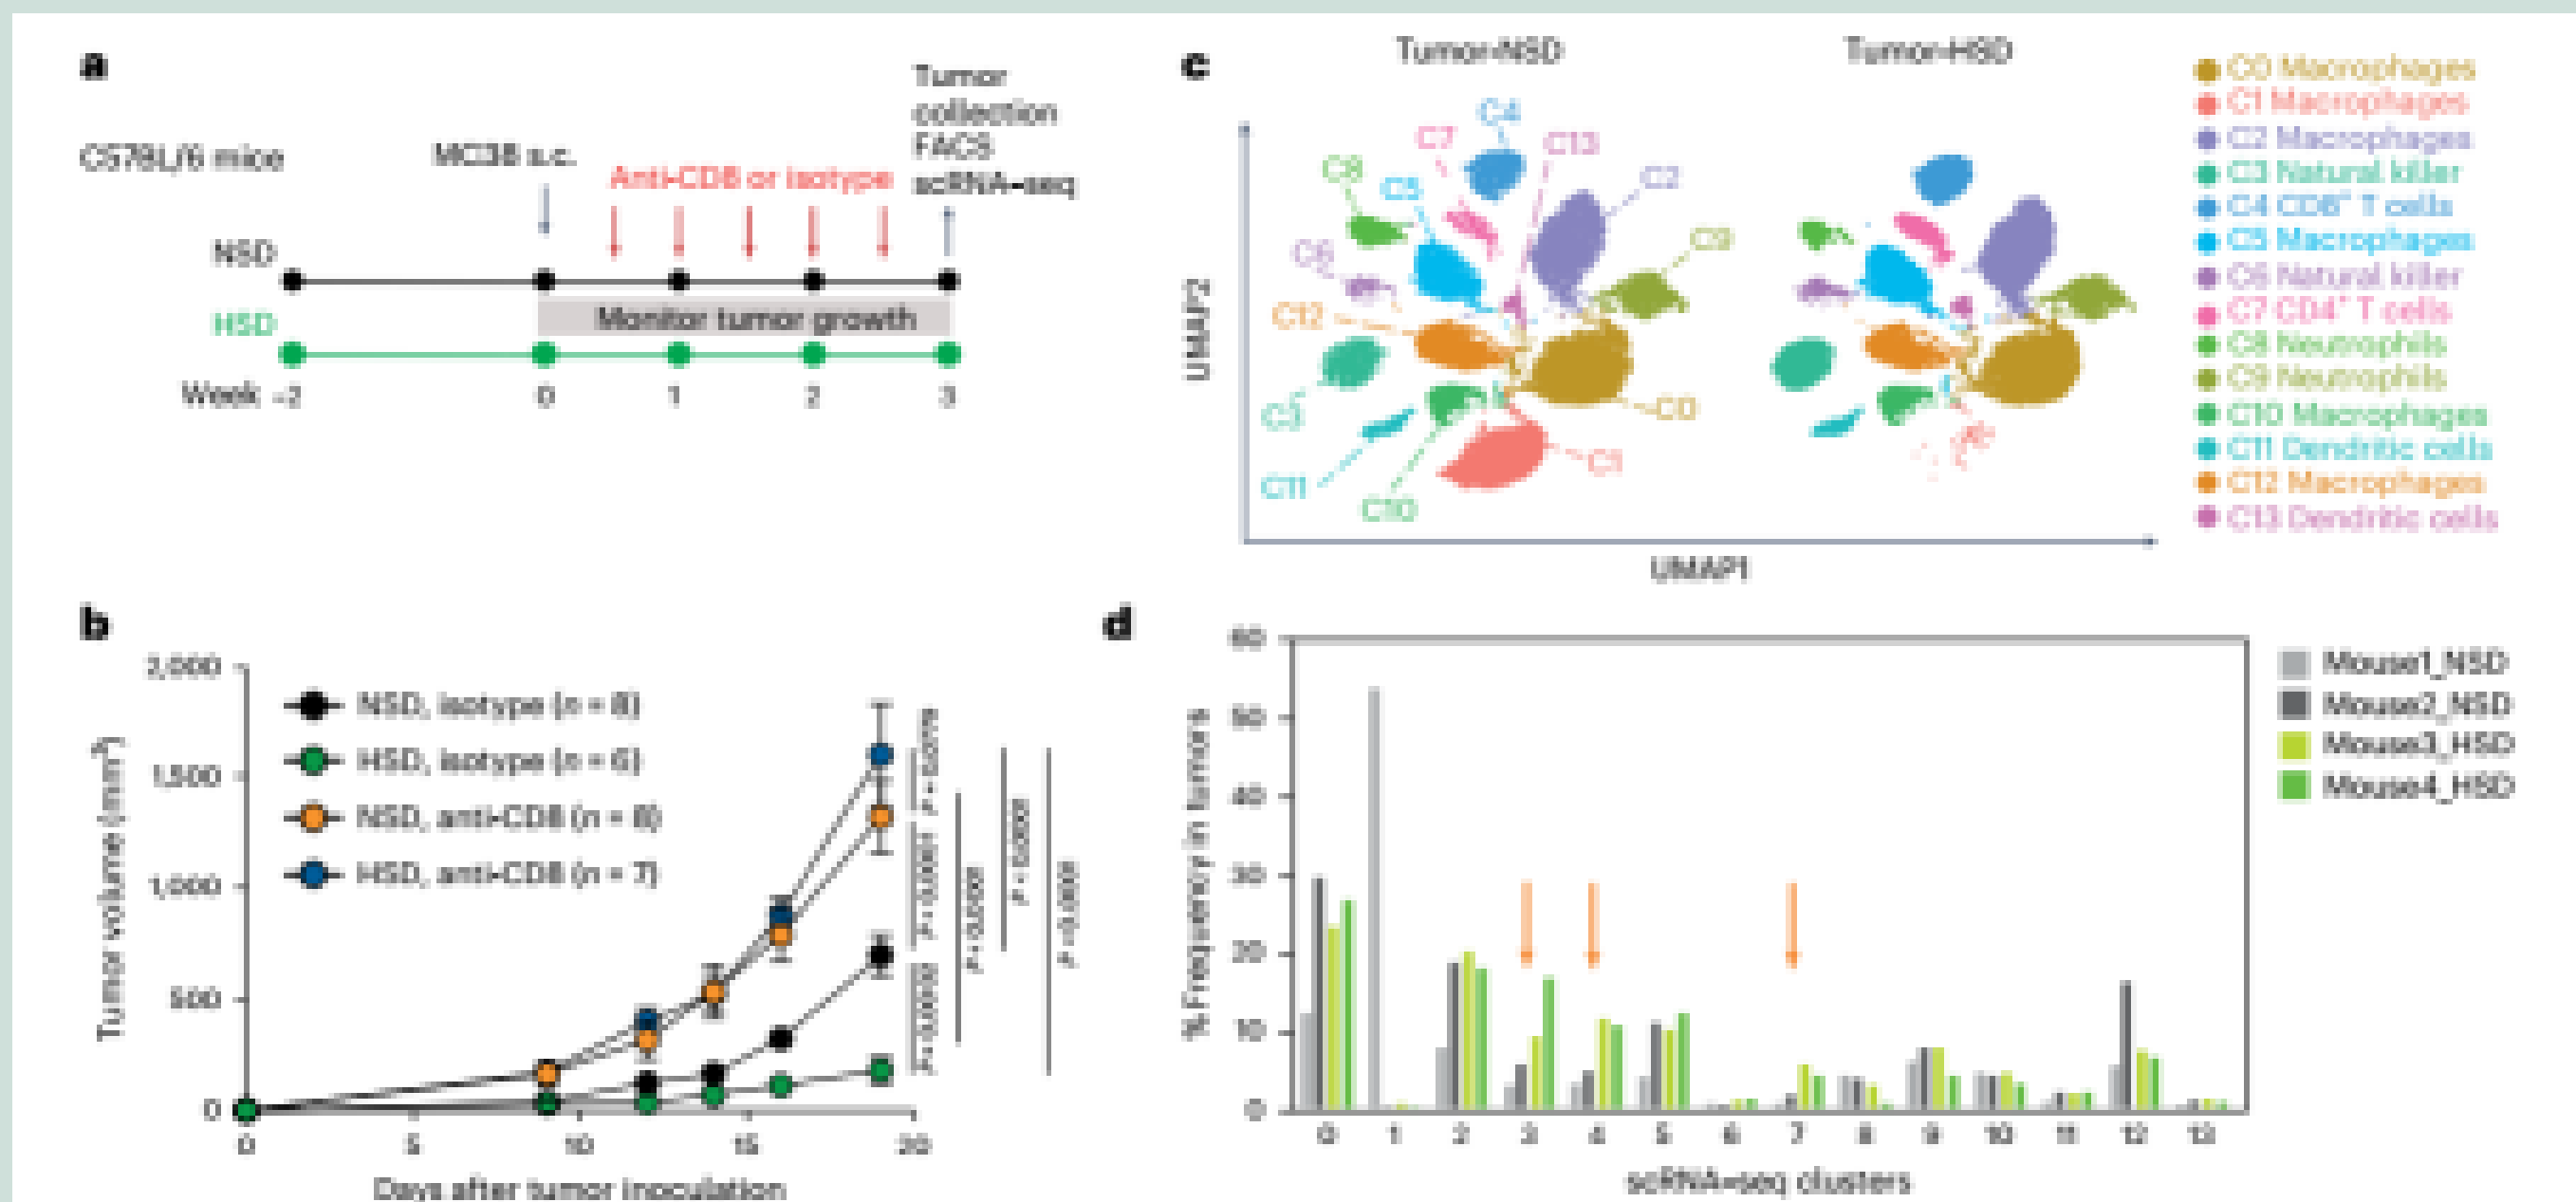 a
Tumor
collection
FACS
scRNA-seq
C57BL/6 mice
MC38 s.c.
Anti-CD8 or isotype
NSD
Monitor tumor growth
HSD
Week -2
0
1
2
3
b
2,000
1,500
1,000
500
0
Tumor volume (mm³)
NSD, isotype (n = 8)
HSD, isotype (n = 6)
NSD, anti-CD8 (n = 8)
HSD, anti-CD8 (n = 7)
0
5
10
15
20
Days after tumor inoculation
c
Tumor-NSD
Tumor-HSD
C4
C7
C13
C8
C5
C2
C6
C9
C12
C3
C0
C1
C11
C10
UMAP2
UMAP1
C0 Macrophages
C1 Macrophages
C2 Macrophages
C3 Natural killer
C4 CD8⁺ T cells
C5 Macrophages
C6 Natural killer
C7 CD4⁺ T cells
C8 Neutrophils
C9 Neutrophils
C10 Macrophages
C11 Dendritic cells
C12 Macrophages
C13 Dendritic cells
d
60
50
40
30
20
10
0
% Frequency in tumors
0
1
2
3
4
5
6
7
8
9
10
11
12
13
scRNA-seq clusters
Mouse1_NSD
Mouse2_NSD
Mouse3_HSD
Mouse4_HSD